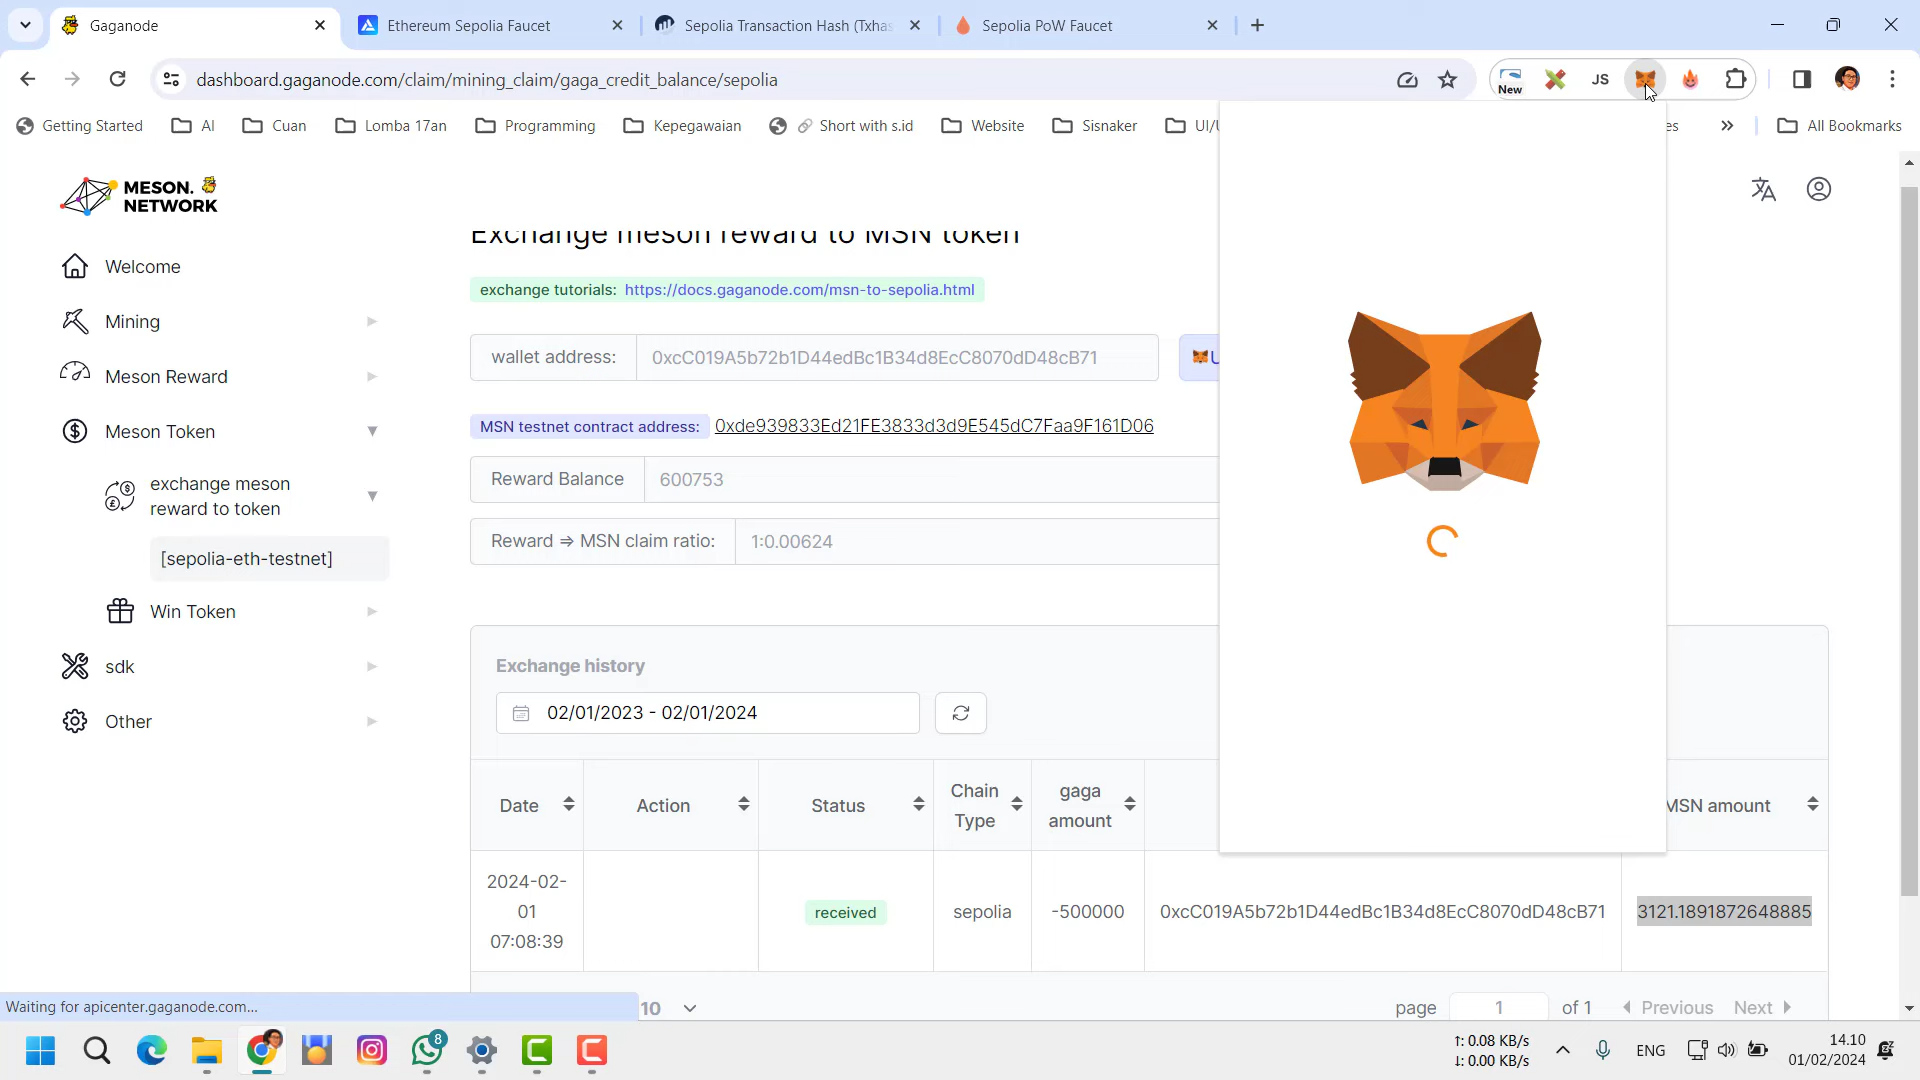 Gaganode
Ethereum Sepolia Faucet
Sepolia Transaction Hash (Txhas
Sepolia PoW Faucet
dashboard.gaganode.com/claim/mining_claim/gaga_credit_balance/sepolia
New
JS
Getting Started
AI
Cuan
Lomba 17an
Programming
Kepegawaian
Short with s.id
Website
Sisnaker
UI/U
es
»
All Bookmarks
MESON.
NETWORK
Welcome
Mining
Meson Reward
Meson Token
exchange meson
reward to token
[sepolia-eth-testnet]
Win Token
sdk
Other
Exchange meson reward to MSN token
exchange tutorials: https://docs.gaganode.com/msn-to-sepolia.html
wallet address: 0xcC019A5b72b1D44edBc1B34d8EcC8070dD48cB71
U
MSN testnet contract address: 0xde939833Ed21FE3833d3d9E545dC7Faa9F161D06
Reward Balance 600753
Reward ⇒ MSN claim ratio: 1:0.00624
Exchange history
02/01/2023 - 02/01/2024
Date
Action
Status
Chain
Type
gaga
amount
MSN amount
2024-02-
01
07:08:39
received
sepolia
-500000
0xcC019A5b72b1D44edBc1B34d8EcC8070dD48cB71
3121.1891872648885
10
page 1 of 1 Previous Next
Waiting for apicenter.gaganode.com...
8
↑: 0.08 KB/s
↓: 0.00 KB/s
ENG
14.10
01/02/2024